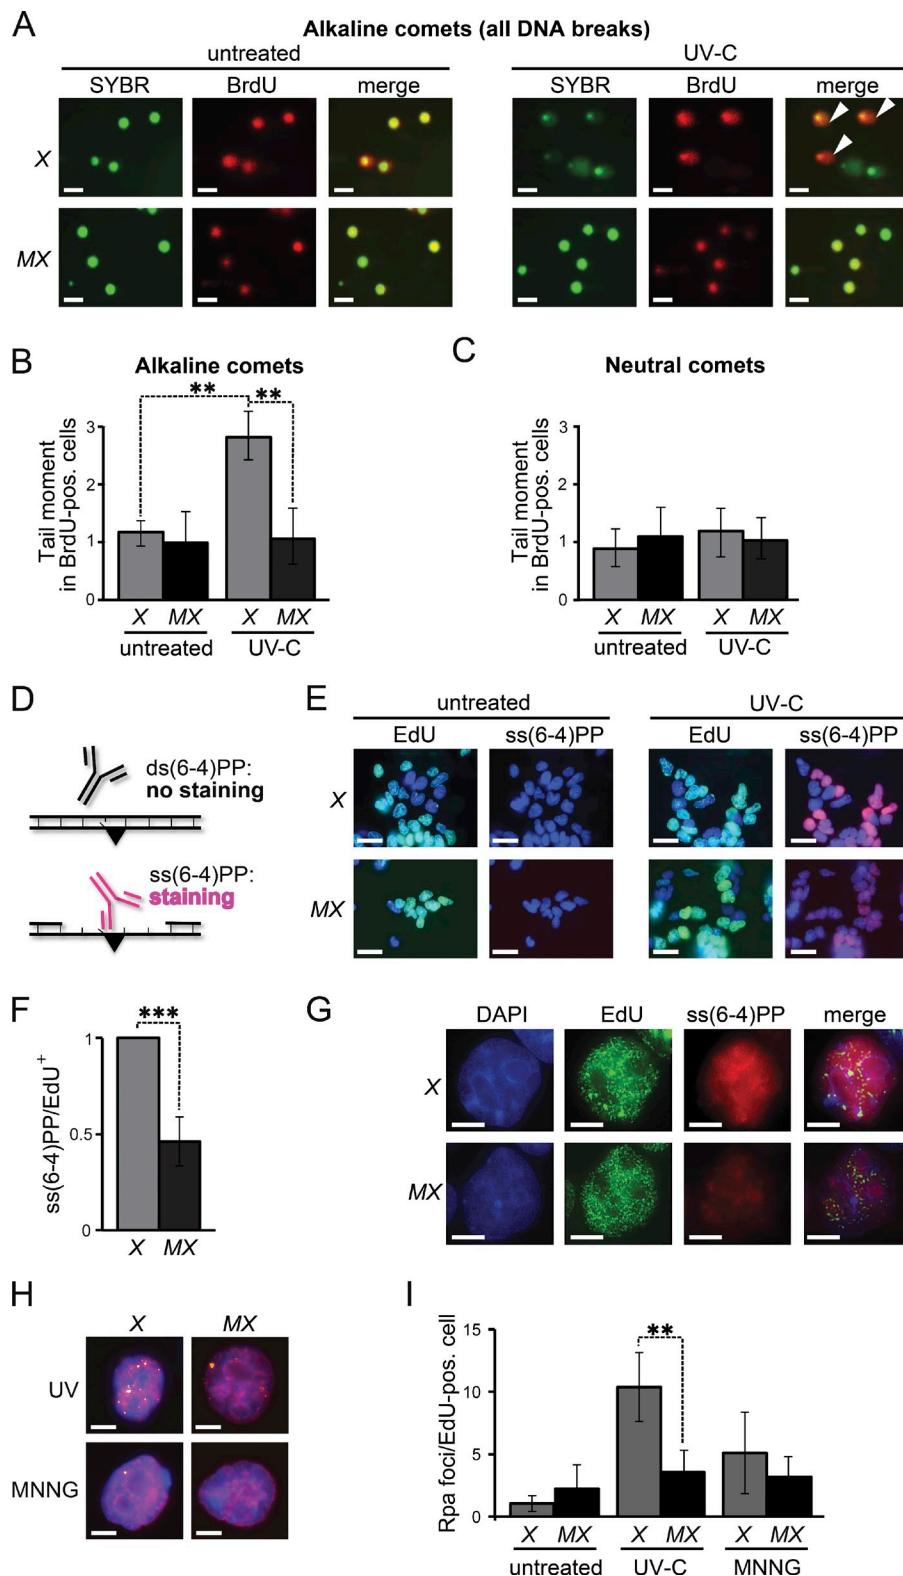 A
Alkaline comets (all DNA breaks)
untreated UV-C
SYBR BrdU merge SYBR BrdU merge
X
MX
B
Alkaline comets
** **
Tail moment
in BrdU-pos. cells
3
2
1
0
X MX X MX
untreated UV-C
C
Neutral comets
Tail moment
in BrdU-pos. cells
3
2
1
0
X MX X MX
untreated UV-C
D
ds(6-4)PP:
no staining
ss(6-4)PP:
staining
E
untreated UV-C
EdU ss(6-4)PP EdU ss(6-4)PP
X
MX
F
***
ss(6-4)PP/EdU⁺
1
0.5
0
X MX
G
DAPI EdU ss(6-4)PP merge
X
MX
H
X MX
UV
MNNG
I
**
Rpa foci/EdU-pos. cell
15
10
5
0
X MX X MX X MX
untreated UV-C MNNG